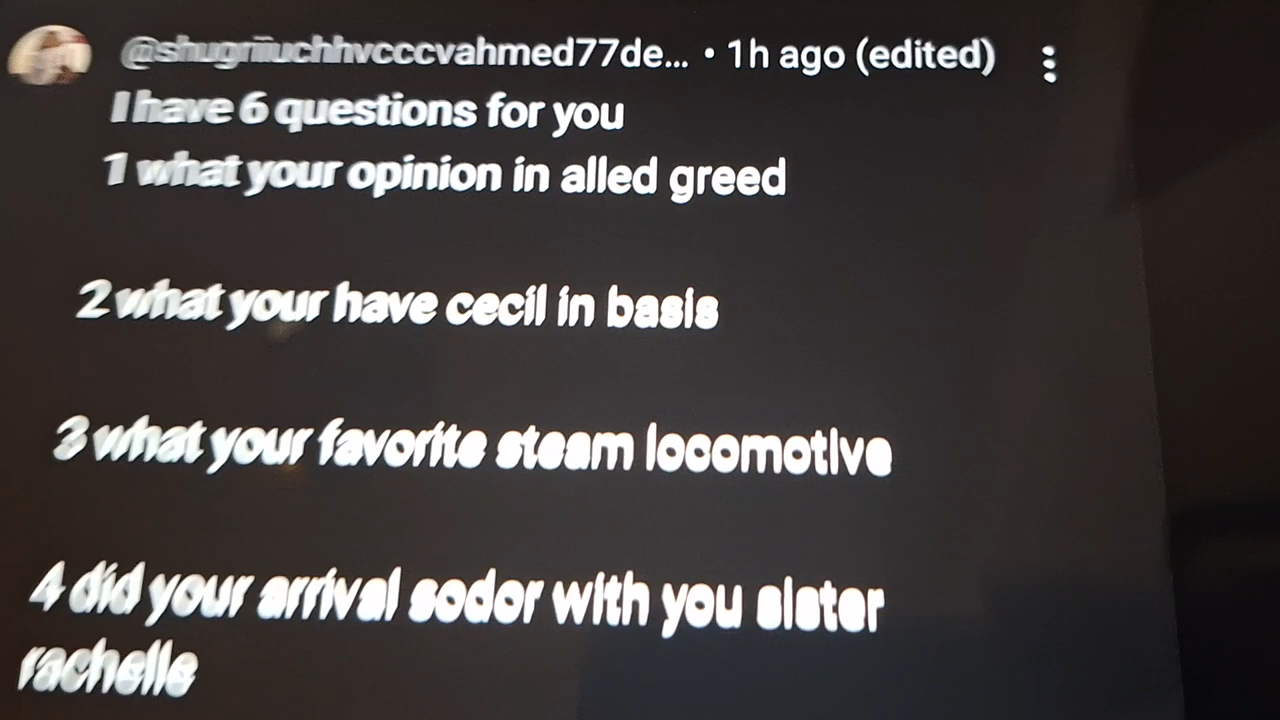 @shugriiuchhvcccvahmed77de... • 1h ago (edited)
I have 6 questions for you
1 what your opinion in alled greed
2 what your have cecil in basis
3 what your favorite steam locomotive
4 did your arrival sodor with you sister
rachelle